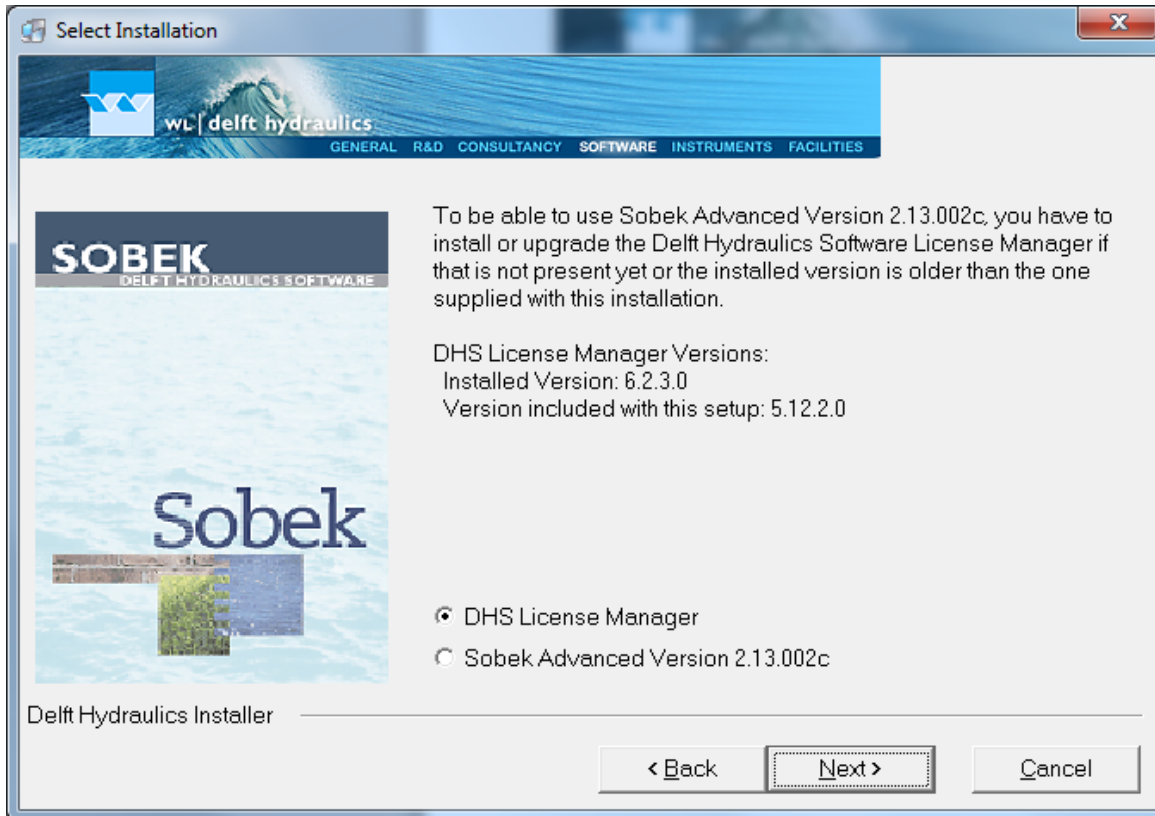 Select Installation
wL | delft hydraulics
GENERAL R&D CONSULTANCY SOFTWARE INSTRUMENTS FACILITIES
SOBEK
DELFT HYDRAULICS SOFTWARE
Sobek
To be able to use Sobek Advanced Version 2.13.002c, you have to
install or upgrade the Delft Hydraulics Software License Manager if
that is not present yet or the installed version is older than the one
supplied with this installation.
DHS License Manager Versions:
Installed Version: 6.2.3.0
Version included with this setup: 5.12.2.0
DHS License Manager
Sobek Advanced Version 2.13.002c
Delft Hydraulics Installer
< Back
Next >
Cancel